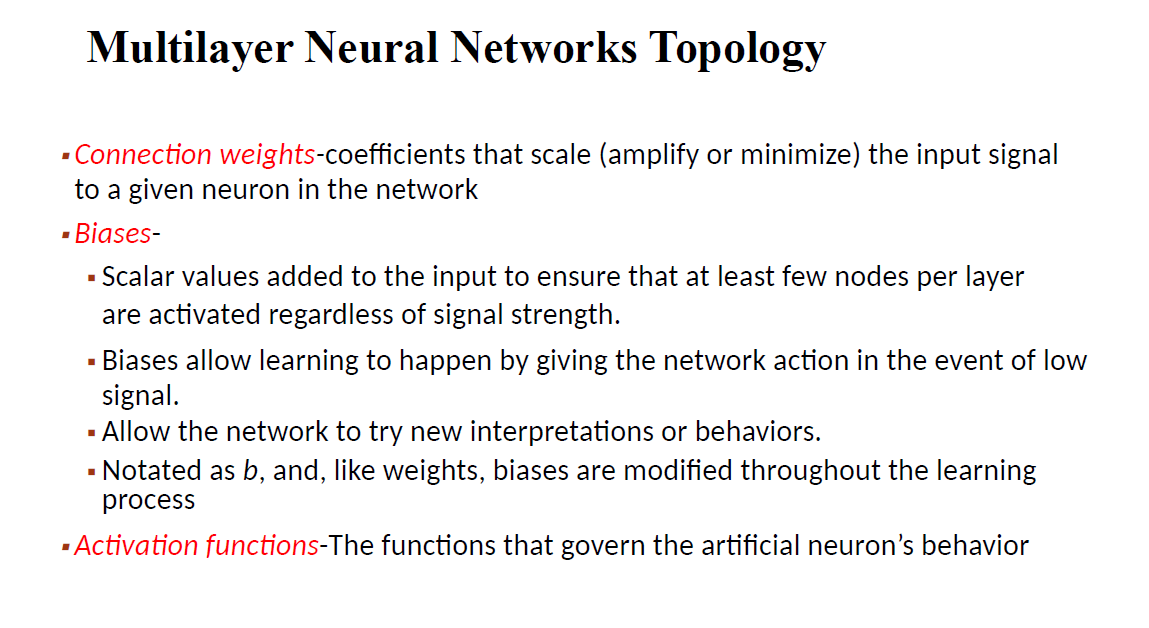 Multilayer Neural Networks Topology
▪Connection weights-coefficients that scale (amplify or minimize) the input signal
to a given neuron in the network
▪Biases-
▪Scalar values added to the input to ensure that at least few nodes per layer
are activated regardless of signal strength.
▪Biases allow learning to happen by giving the network action in the event of low
signal.
▪Allow the network to try new interpretations or behaviors.
▪Notated as b, and, like weights, biases are modified throughout the learning
process
▪Activation functions-The functions that govern the artificial neuron’s behavior